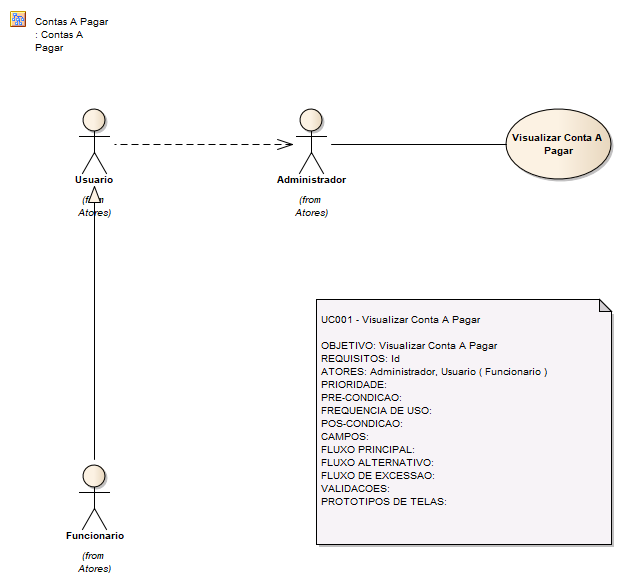 Contas A Pagar
: Contas A
Pagar
Usuario
(from
Atores)
Administrador
(from
Atores)
Visualizar Conta A
Pagar
UC001 - Visualizar Conta A Pagar
OBJETIVO: Visualizar Conta A Pagar
REQUISITOS: Id
ATORES: Administrador, Usuario ( Funcionario )
PRIORIDADE:
PRE-CONDICAO:
FREQUENCIA DE USO:
POS-CONDICAO:
CAMPOS:
FLUXO PRINCIPAL:
FLUXO ALTERNATIVO:
FLUXO DE EXCESSAO:
VALIDACOES:
PROTOTIPOS DE TELAS:
Funcionario
(from
Atores)